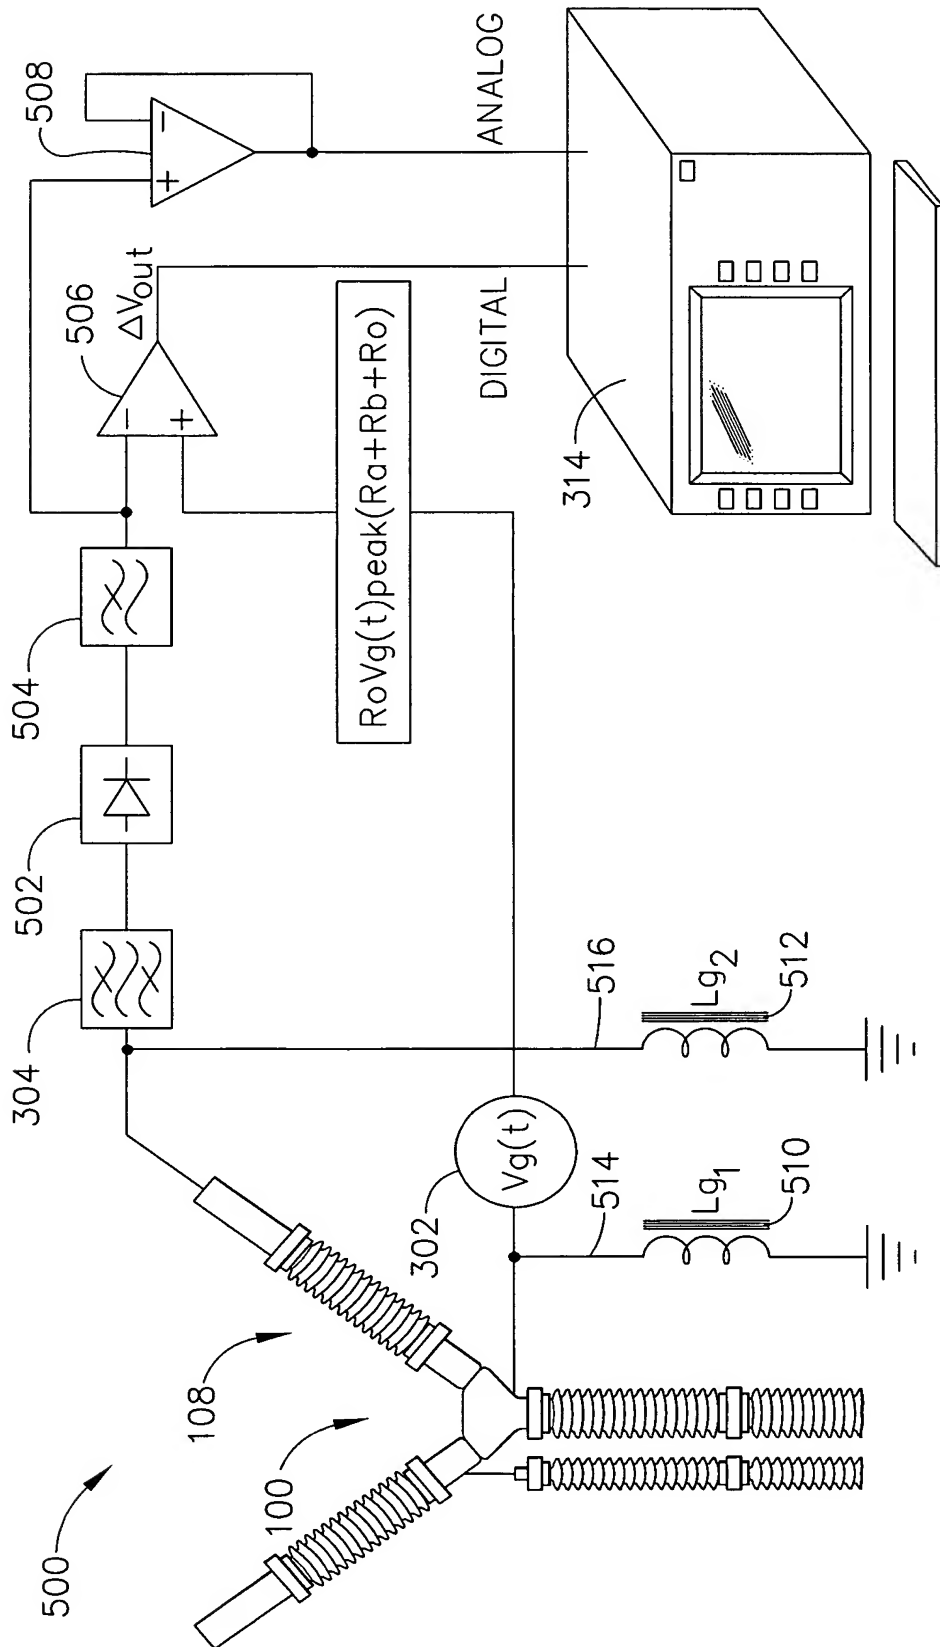 500
100
108
304
502
504
506
508
ΔVout
RoVg(t)peak(Ra+Rb+Ro)
DIGITAL
ANALOG
314
302
Vg(t)
514
516
Lg1
510
Lg2
512